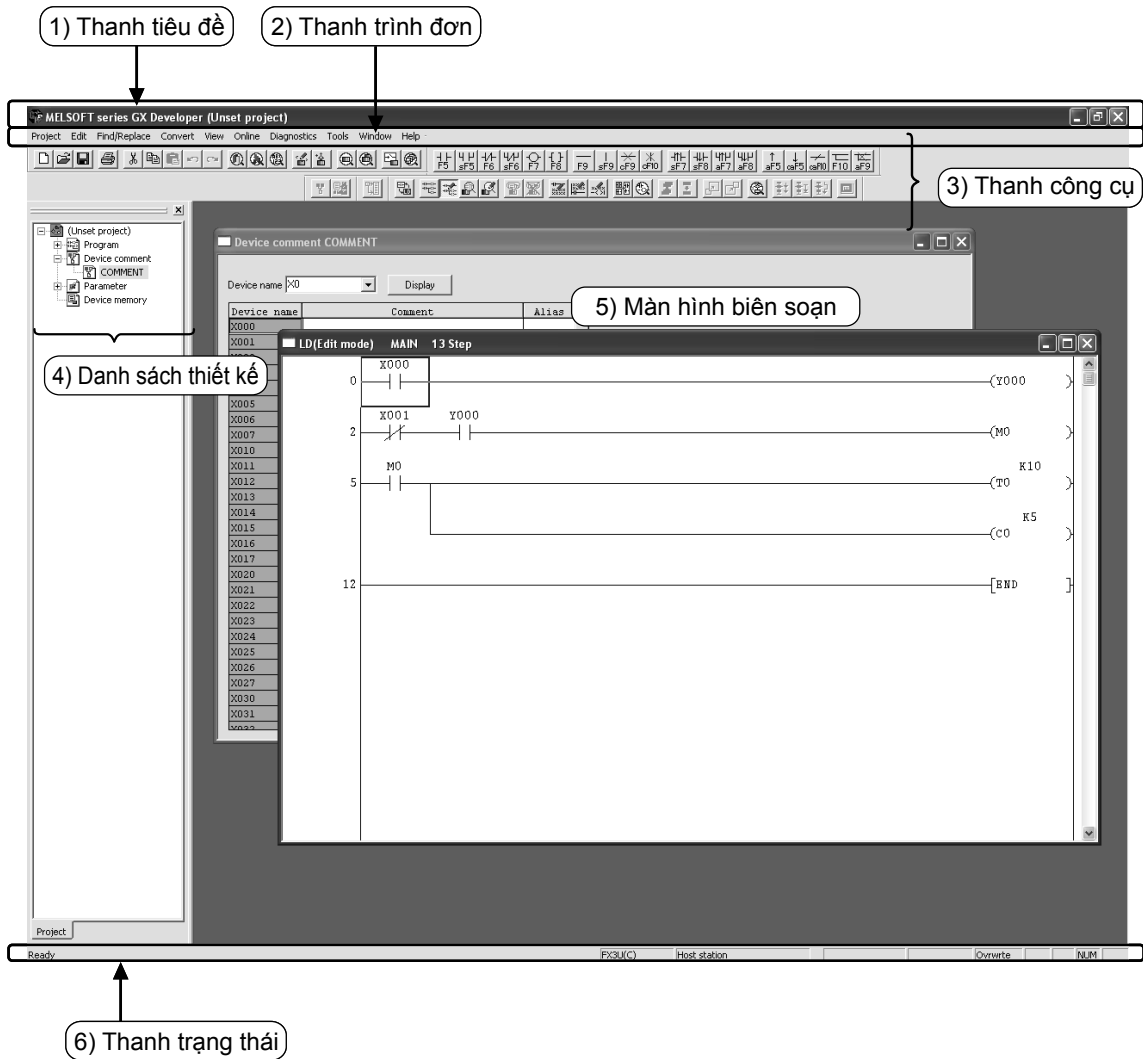 1) Thanh tiêu đề
2) Thanh trình đơn
MELSOFT series GX Developer (Unset project)
Project Edit Find/Replace Convert View Online Diagnostics Tools Window Help
F5 sF5 F6 sF6 F7 F8 F9 sF9 cF9 cF10 sF7 sF8 aF7 aF8 aF5 caF5 caF10 F10 aF9
3) Thanh công cụ
(Unset project)
Program
Device comment
COMMENT
Parameter
Device memory
4) Danh sách thiết kế
Device comment COMMENT
Device name X0 Display
Device name Comment Alias
5) Màn hình biên soạn
X000
X001
X005
X006
X007
X010
X011
X012
X013
X014
X015
X016
X017
X020
X021
X022
X023
X024
X025
X026
X027
X030
X031
LD(Edit mode) MAIN 13 Step
X000
0 (Y000 )
X001 Y000
2 (M0 )
M0 K10
5 (T0 )
K5
(C0 )
12 [END ]
Project
Ready FX3U(C) Host station Ovrwrte NUM
6) Thanh trạng thái